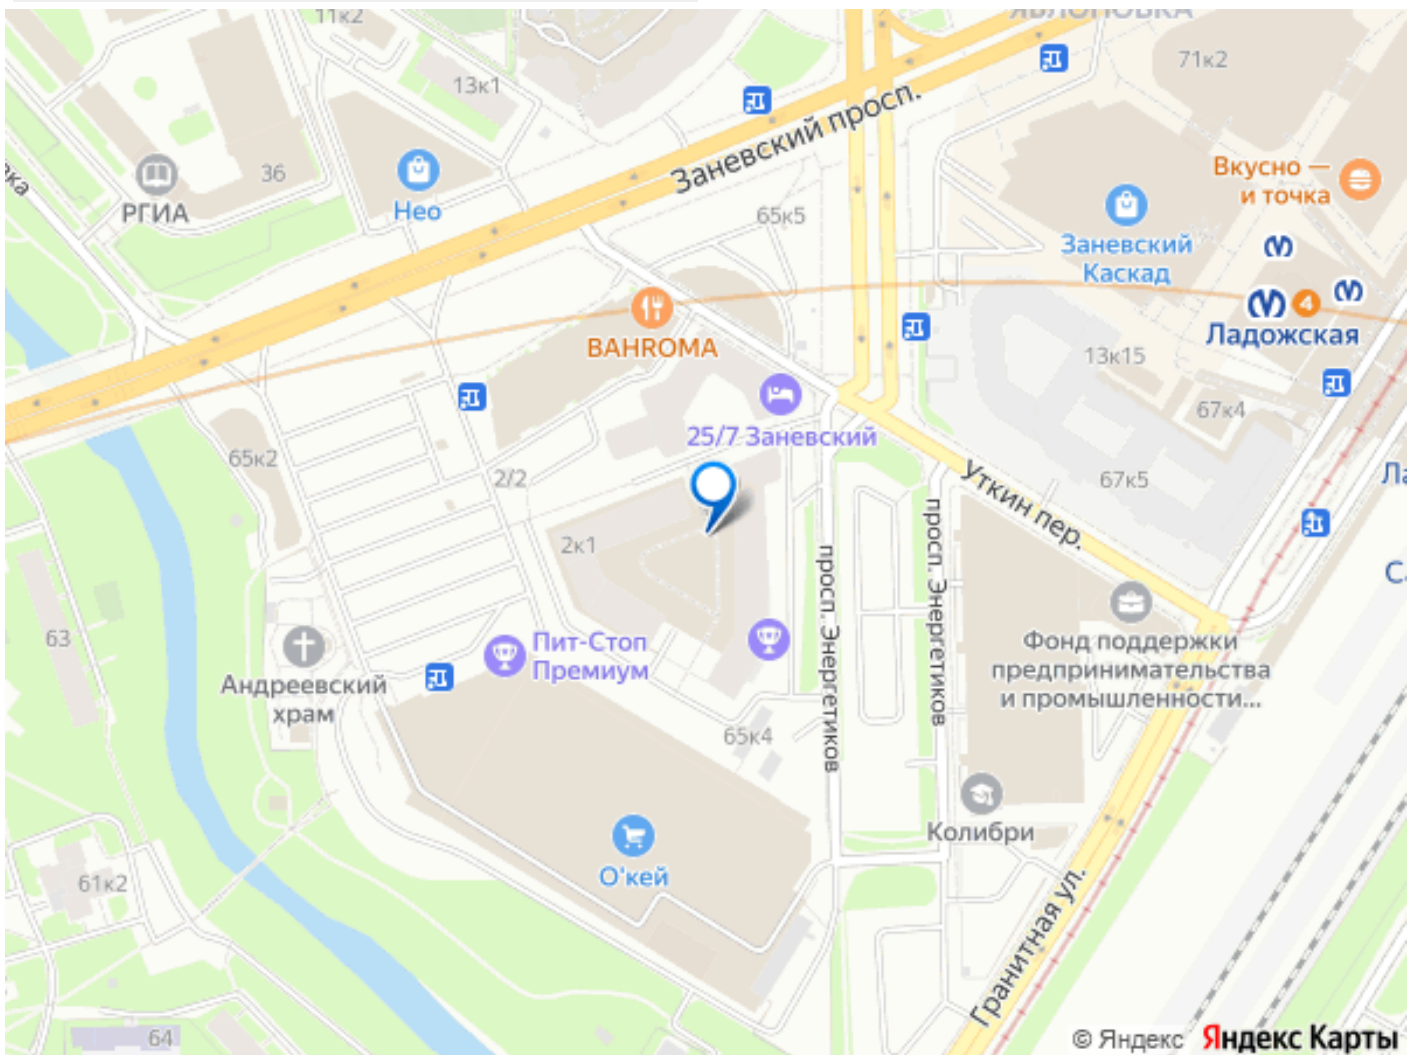 11к2
ЯБЛОНОВКА
71к2
13к1
Заневский просп.
Вкусно —
и точка
36
РГИА
Нео
65к5
Заневский
Каскад
4
Ладожская
BAHROMA
13к15
67к4
25/7 Заневский
65к2
2/2
67к5
Уткин пер.
2к1
просп. Энергетиков
просп. Энергетиков
63
Пит-Стоп
Премиум
Андреевский
храм
Фонд поддержки
предпринимательства
и промышленности...
65к4
Колибри
О'кей
61к2
Гранитная ул.
64
© Яндекс Яндекс Карты